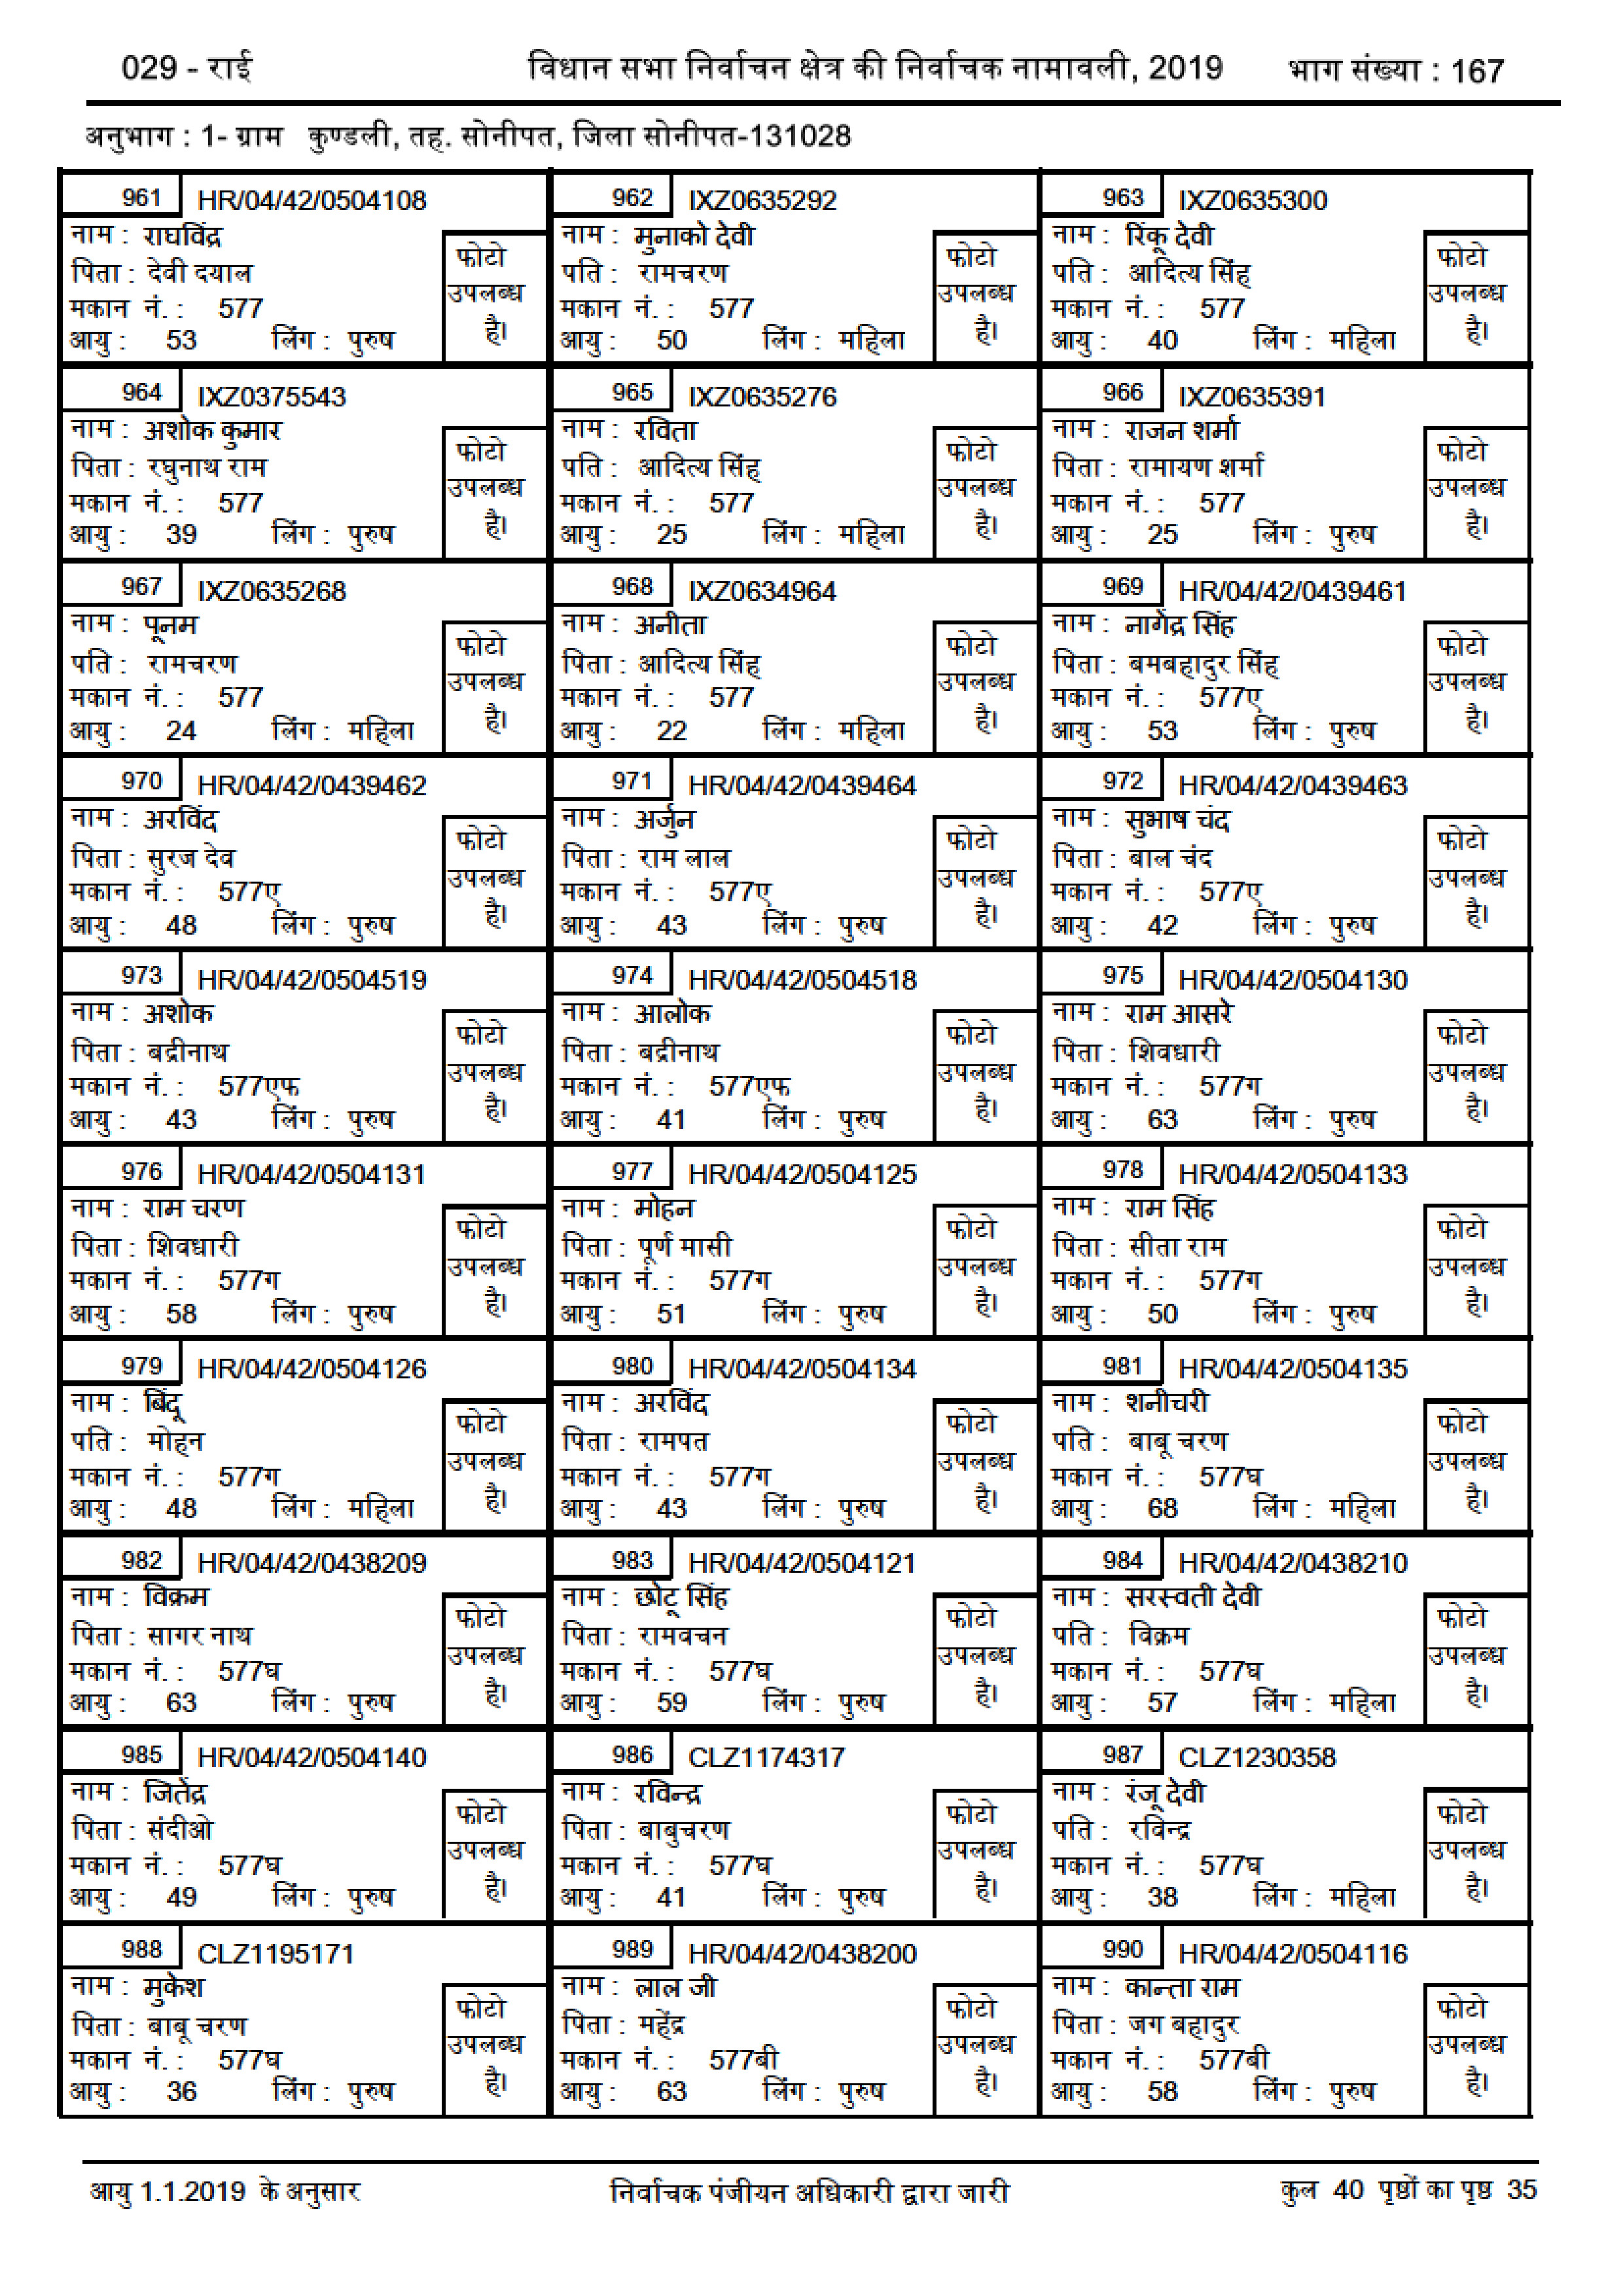 029 - राई विधान सभा निर्वाचन क्षेत्र की निर्वाचक नामावली, 2019 भाग संख्या : 167
अनुभाग : 1- ग्राम कुण्डली, तह. सोनीपत, जिला सोनीपत-131028
961 HR/04/42/0504108
नाम : राघविंद्र
पिता : देवी दयाल
मकान नं. : 577
आयु : 53 लिंग : पुरुष
फोटो
उपलब्ध
है।
962 IXZ0635292
नाम : मुनाको देवी
पति : रामचरण
मकान नं. : 577
आयु : 50 लिंग : महिला
फोटो
उपलब्ध
है।
963 IXZ0635300
नाम : रिंकू देवी
पति : आदित्य सिंह
मकान नं. : 577
आयु : 40 लिंग : महिला
फोटो
उपलब्ध
है।
964 IXZ0375543
नाम : अशोक कुमार
पिता : रघुनाथ राम
मकान नं. : 577
आयु : 39 लिंग : पुरुष
फोटो
उपलब्ध
है।
965 IXZ0635276
नाम : रविता
पति : आदित्य सिंह
मकान नं. : 577
आयु : 25 लिंग : महिला
फोटो
उपलब्ध
है।
966 IXZ0635391
नाम : राजन शर्मा
पिता : रामायण शर्मा
मकान नं. : 577
आयु : 25 लिंग : पुरुष
फोटो
उपलब्ध
है।
967 IXZ0635268
नाम : पूनम
पति : रामचरण
मकान नं. : 577
आयु : 24 लिंग : महिला
फोटो
उपलब्ध
है।
968 IXZ0634964
नाम : अनीता
पिता : आदित्य सिंह
मकान नं. : 577
आयु : 22 लिंग : महिला
फोटो
उपलब्ध
है।
969 HR/04/42/0439461
नाम : नागेंद्र सिंह
पिता : बमबहादुर सिंह
मकान नं. : 577ए
आयु : 53 लिंग : पुरुष
फोटो
उपलब्ध
है।
970 HR/04/42/0439462
नाम : अरविंद
पिता : सुरज देव
मकान नं. : 577ए
आयु : 48 लिंग : पुरुष
फोटो
उपलब्ध
है।
971 HR/04/42/0439464
नाम : अर्जुन
पिता : राम लाल
मकान नं. : 577ए
आयु : 43 लिंग : पुरुष
फोटो
उपलब्ध
है।
972 HR/04/42/0439463
नाम : सुभाष चंद
पिता : बाल चंद
मकान नं. : 577ए
आयु : 42 लिंग : पुरुष
फोटो
उपलब्ध
है।
973 HR/04/42/0504519
नाम : अशोक
पिता : बद्रीनाथ
मकान नं. : 577एफ
आयु : 43 लिंग : पुरुष
फोटो
उपलब्ध
है।
974 HR/04/42/0504518
नाम : आलोक
पिता : बद्रीनाथ
मकान नं. : 577एफ
आयु : 41 लिंग : पुरुष
फोटो
उपलब्ध
है।
975 HR/04/42/0504130
नाम : राम आसरे
पिता : शिवधारी
मकान नं. : 577ग
आयु : 63 लिंग : पुरुष
फोटो
उपलब्ध
है।
976 HR/04/42/0504131
नाम : राम चरण
पिता : शिवधारी
मकान नं. : 577ग
आयु : 58 लिंग : पुरुष
फोटो
उपलब्ध
है।
977 HR/04/42/0504125
नाम : मोहन
पिता : पूर्ण मासी
मकान नं. : 577ग
आयु : 51 लिंग : पुरुष
फोटो
उपलब्ध
है।
978 HR/04/42/0504133
नाम : राम सिंह
पिता : सीता राम
मकान नं. : 577ग
आयु : 50 लिंग : पुरुष
फोटो
उपलब्ध
है।
979 HR/04/42/0504126
नाम : बिंदू
पति : मोहन
मकान नं. : 577ग
आयु : 48 लिंग : महिला
फोटो
उपलब्ध
है।
980 HR/04/42/0504134
नाम : अरविंद
पिता : रामपत
मकान नं. : 577ग
आयु : 43 लिंग : पुरुष
फोटो
उपलब्ध
है।
981 HR/04/42/0504135
नाम : शनीचरी
पति : बाबू चरण
मकान नं. : 577घ
आयु : 68 लिंग : महिला
फोटो
उपलब्ध
है।
982 HR/04/42/0438209
नाम : विक्रम
पिता : सागर नाथ
मकान नं. : 577घ
आयु : 63 लिंग : पुरुष
फोटो
उपलब्ध
है।
983 HR/04/42/0504121
नाम : छोटू सिंह
पिता : रामवचन
मकान नं. : 577घ
आयु : 59 लिंग : पुरुष
फोटो
उपलब्ध
है।
984 HR/04/42/0438210
नाम : सरस्वती देवी
पति : विक्रम
मकान नं. : 577घ
आयु : 57 लिंग : महिला
फोटो
उपलब्ध
है।
985 HR/04/42/0504140
नाम : जितेंद्र
पिता : संदीओ
मकान नं. : 577घ
आयु : 49 लिंग : पुरुष
फोटो
उपलब्ध
है।
986 CLZ1174317
नाम : रविन्द्र
पिता : बाबुचरण
मकान नं. : 577घ
आयु : 41 लिंग : पुरुष
फोटो
उपलब्ध
है।
987 CLZ1230358
नाम : रंजू देवी
पति : रविन्द्र
मकान नं. : 577घ
आयु : 38 लिंग : महिला
फोटो
उपलब्ध
है।
988 CLZ1195171
नाम : मुकेश
पिता : बाबू चरण
मकान नं. : 577घ
आयु : 36 लिंग : पुरुष
फोटो
उपलब्ध
है।
989 HR/04/42/0438200
नाम : लाल जी
पिता : महेंद्र
मकान नं. : 577बी
आयु : 63 लिंग : पुरुष
फोटो
उपलब्ध
है।
990 HR/04/42/0504116
नाम : कान्ता राम
पिता : जग बहादुर
मकान नं. : 577बी
आयु : 58 लिंग : पुरुष
फोटो
उपलब्ध
है।
आयु 1.1.2019 के अनुसार निर्वाचक पंजीयन अधिकारी द्वारा जारी कुल 40 पृष्ठों का पृष्ठ 35